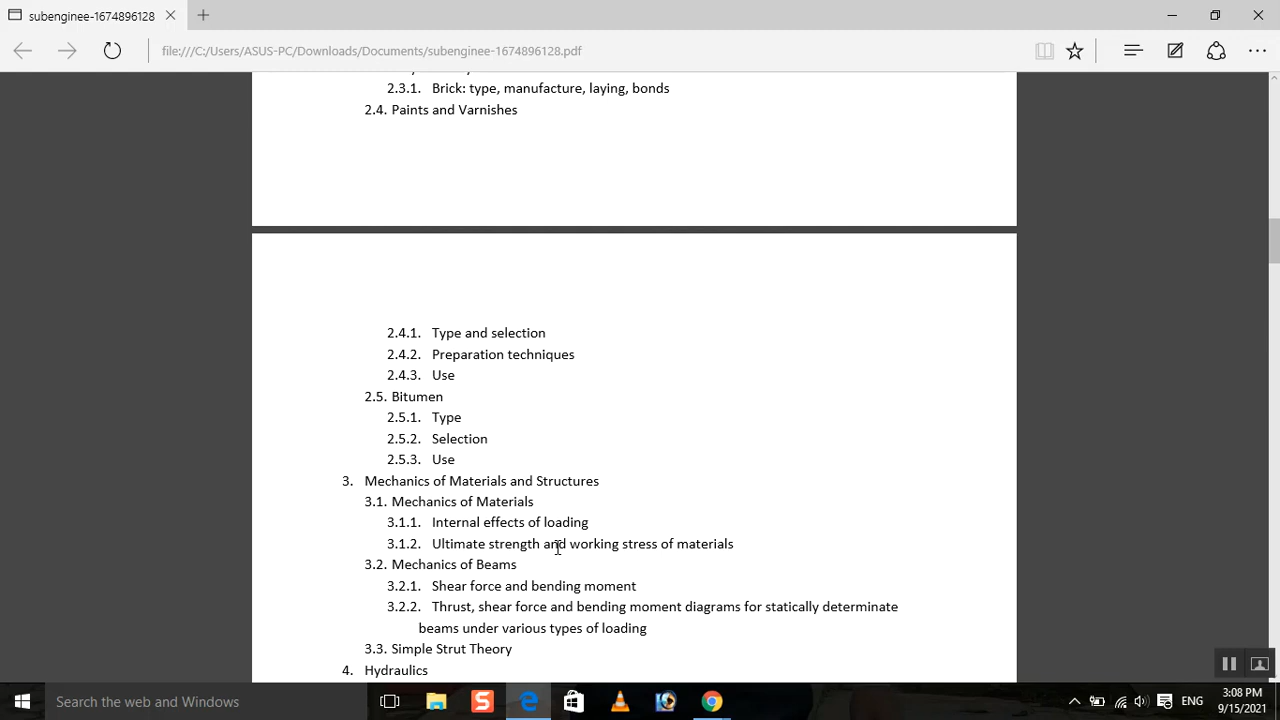 subenginee-1674896128
file:///C:/Users/ASUS-PC/Downloads/Documents/subenginee-1674896128.pdf
2.3.1. Brick: type, manufacture, laying, bonds
2.4. Paints and Varnishes
2.4.1. Type and selection
2.4.2. Preparation techniques
2.4.3. Use
2.5. Bitumen
2.5.1. Type
2.5.2. Selection
2.5.3. Use
3. Mechanics of Materials and Structures
3.1. Mechanics of Materials
3.1.1. Internal effects of loading
3.1.2. Ultimate strength and working stress of materials
3.2. Mechanics of Beams
3.2.1. Shear force and bending moment
3.2.2. Thrust, shear force and bending moment diagrams for statically determinate
beams under various types of loading
3.3. Simple Strut Theory
4. Hydraulics
Search the web and Windows
ENG
3:08 PM
9/15/2021